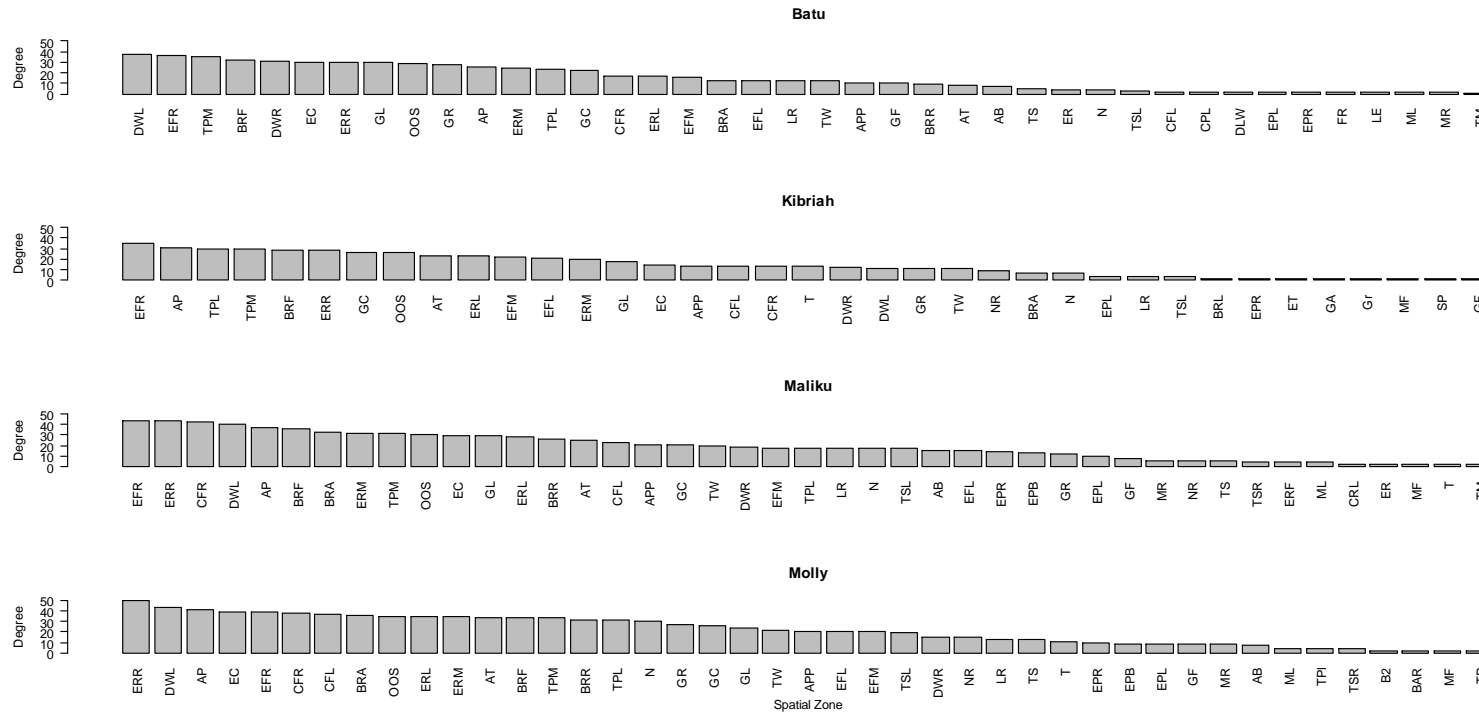 Batu
Degree
50
40
30
20
10
0
DWL EFR TPM BRF DWR EC ERR GL OOS GR AP ERM TPL GC CFR ERL EFM BRA EFL LR TW APP GF BRR AT AB TS ER N TSL CFL CPL DLW EPL EPR FR LE ML MR
Kibriah
Degree
50
40
30
20
10
0
EFR AP TPL TPM BRF ERR GC OOS AT ERL EFM EFL ERM GL EC APP CFL CFR T DWR DWL GR TW NR BRA N EPL LR TSL BRL EPR ET GA Gr MF SP
Maliku
Degree
50
40
30
20
10
0
EFR ERR CFR DWL AP BRF BRA ERM TPM OOS EC GL ERL BRR AT CFL APP GC TW DWR EFM TPL LR N TSL AB EFL EPR EPB GR EPL GF MR NR TS TSR ERF ML CRL ER MF T
Molly
Degree
50
40
30
20
10
0
ERR DWL AP EC EFR CFR CFL BRA OOS ERL ERM AT BRF TPM BRR TPL N GR GC GL TW APP EFL EFM TSL DWR NR LR TS T EPR EPB EPL GF MR AB ML TPI TSR B2 BAR MF
Spatial Zone